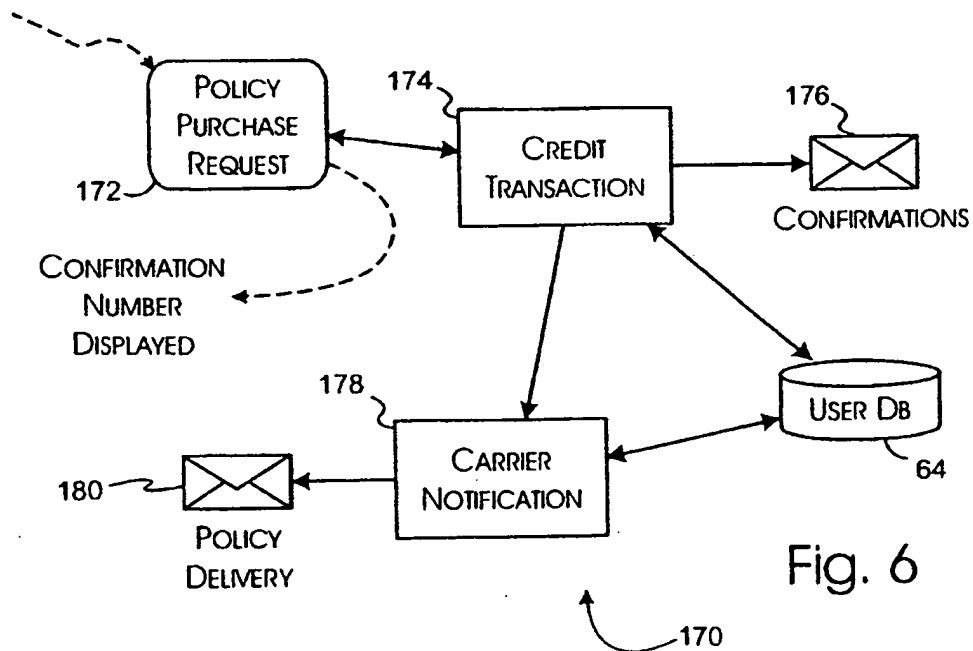 POLICY
PURCHASE
REQUEST
172
174
CREDIT
TRANSACTION
176
CONFIRMATIONS
CONFIRMATION
NUMBER
DISPLAYED
178
CARRIER
NOTIFICATION
USER DB
64
180
POLICY
DELIVERY
Fig. 6
170